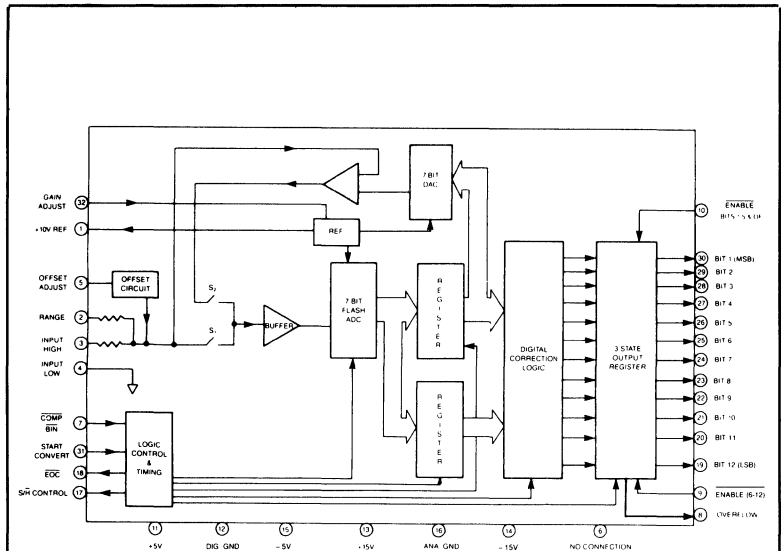 7 BIT
DAC
GAIN
ADJUST
32
+10V REF
1
REF
10
ENABLE
OFFSET
ADJUST
5
OFFSET
CIRCUIT
RANGE
2
INPUT
HIGH
3
INPUT
LOW
4
S2
S1
BUFFER
7 BIT
FLASH
ADC
REGISTER
REGISTER
DIGITAL
CORRECTION
LOGIC
3 STATE
OUTPUT
REGISTER
30 BIT 1 (MSB)
29 BIT 2
28 BIT 3
27 BIT 4
26 BIT 5
25 BIT 6
24 BIT 7
23 BIT 8
22 BIT 9
21 BIT 10
20 BIT 11
19 BIT 12 (LSB)
9 ENABLE (6-12)
8 OVERFLOW
COMP
BIN
7
START
CONVERT
31
EOC
18
S/H CONTROL
17
LOGIC
CONTROL
&
TIMING
11 12 15 13 16 14 6
+5V DIG GND -5V +15V ANA GND -15V NO CONNECTION